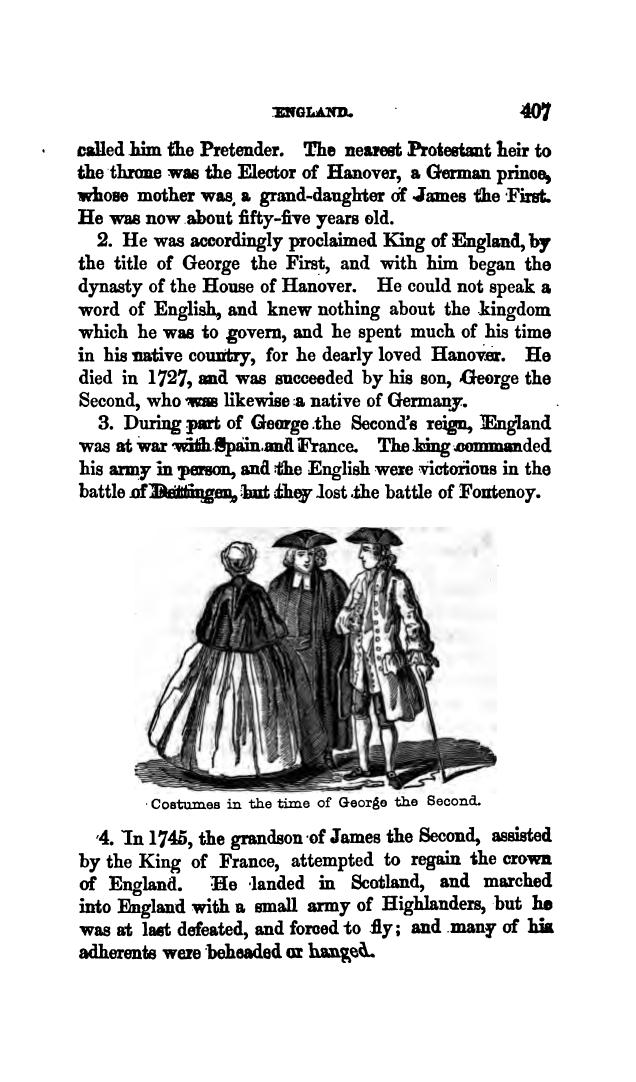 ENGLAND. 407
called him the Pretender. The nearest Protestant heir to
the throne was the Elector of Hanover, a German prince,
whose mother was a grand-daughter of James the First.
He was now about fifty-five years old.
2. He was accordingly proclaimed King of England, by
the title of George the First, and with him began the
dynasty of the House of Hanover. He could not speak a
word of English, and knew nothing about the kingdom
which he was to govern, and he spent much of his time
in his native country, for he dearly loved Hanover. He
died in 1727, and was succeeded by his son, George the
Second, who was likewise a native of Germany.
3. During part of George the Second's reign, England
was at war with Spain and France. The king commanded
his army in person, and the English were victorious in the
battle of Dettingen, but they lost the battle of Fontenoy.
Costumes in the time of George the Second.
4. In 1745, the grandson of James the Second, assisted
by the King of France, attempted to regain the crown
of England. He landed in Scotland, and marched
into England with a small army of Highlanders, but he
was at last defeated, and forced to fly; and many of his
adherents were beheaded or hanged.